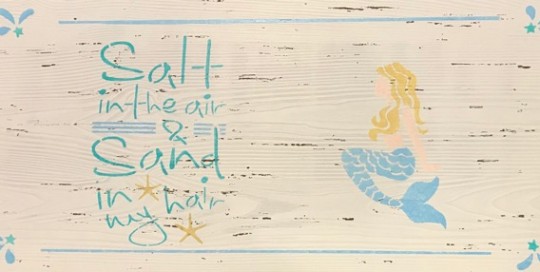 Salt
in the air
&
Sand
in hair
my